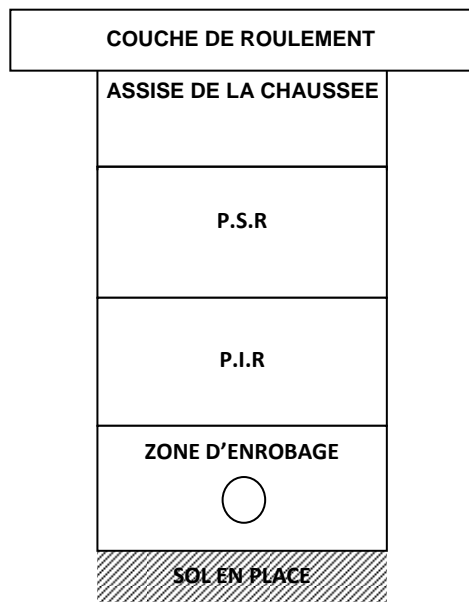 COUCHE DE ROULEMENT
ASSISE DE LA CHAUSSEE
P.S.R
P.I.R
ZONE D’ENROBAGE
SOL EN PLACE